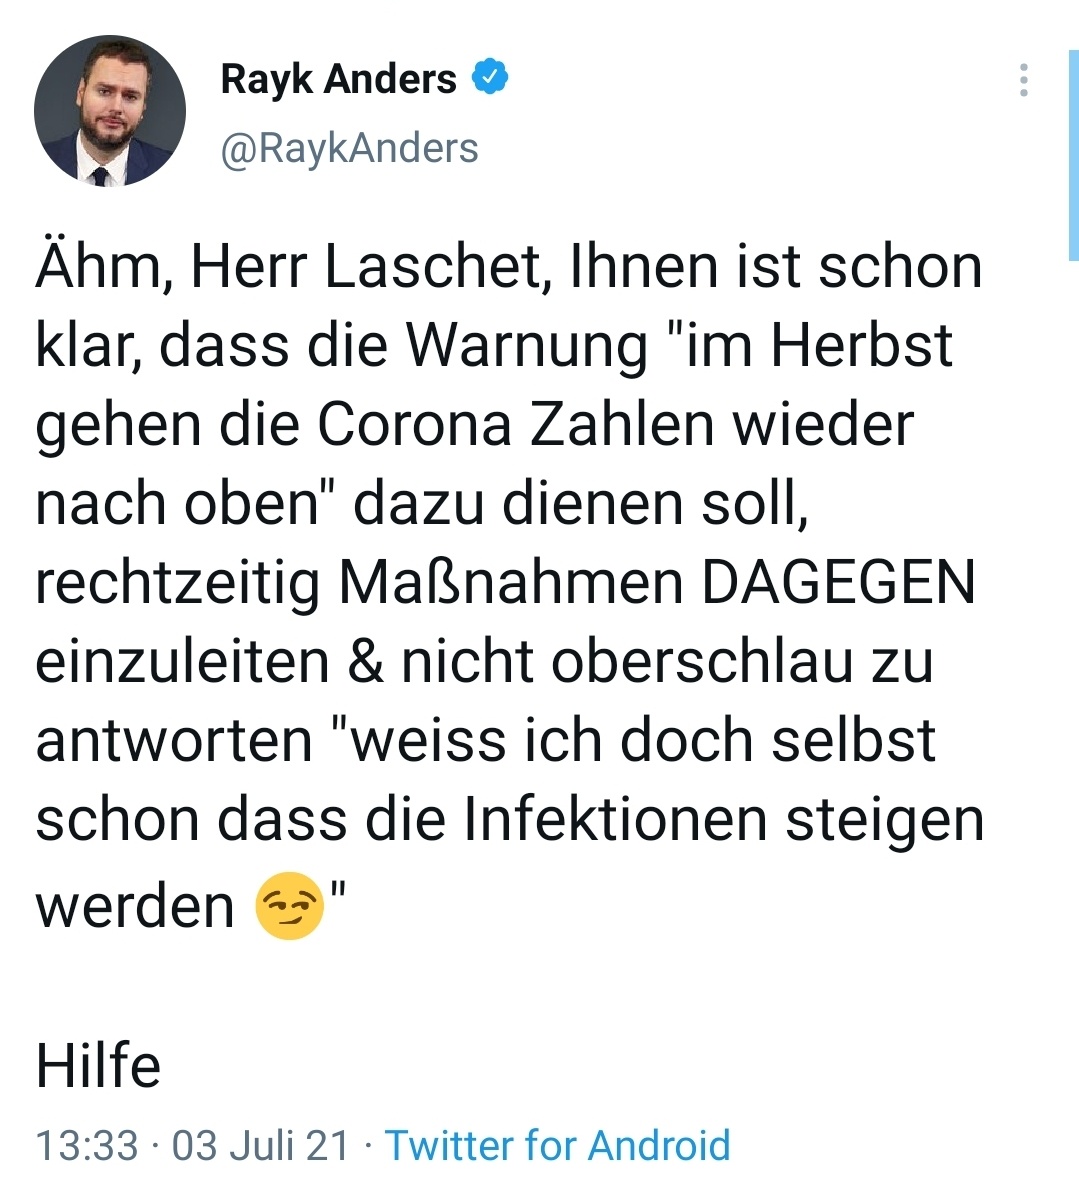 Rayk Anders
@RaykAnders
Ähm, Herr Laschet, Ihnen ist schon
klar, dass die Warnung "im Herbst
gehen die Corona Zahlen wieder
nach oben" dazu dienen soll,
rechtzeitig Maßnahmen DAGEGEN
einzuleiten & nicht oberschlau zu
antworten "weiss ich doch selbst
schon dass die Infektionen steigen
werden 😏"
Hilfe
13:33 · 03 Juli 21 · Twitter for Android